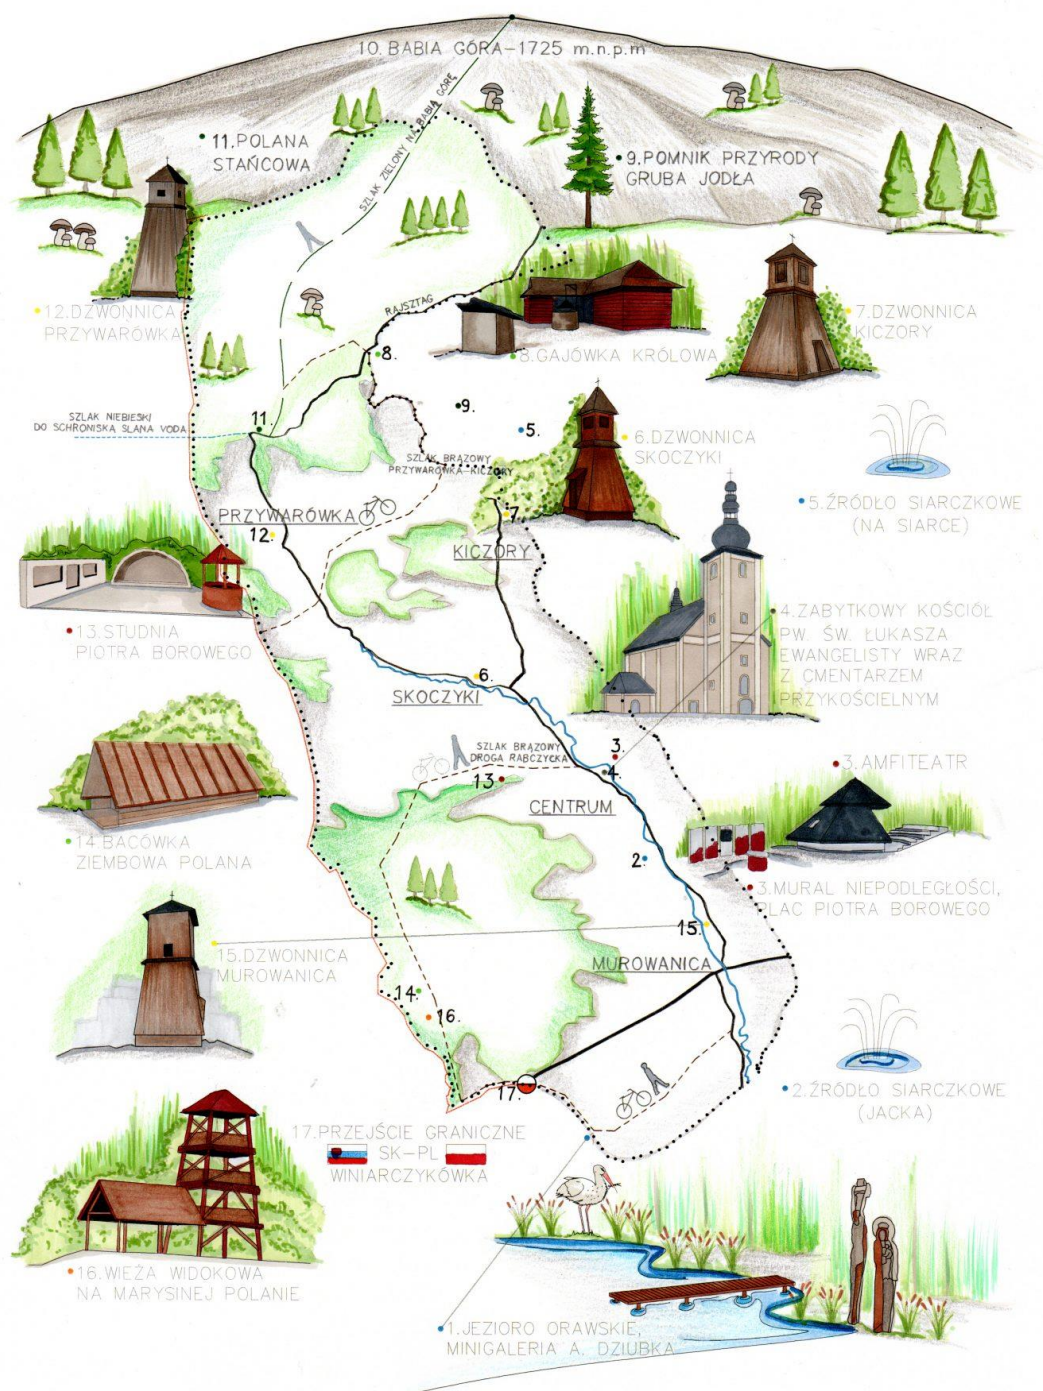 10. BABIA GÓRA-1725 m.n.p.m
SZLAK ZIELONY NA BABIĄ GÓRĘ
11.POLANA
STAŃCOWA
9.POMNIK PRZYRODY
GRUBA JODŁA
12.DZWONNICA
PRZYWARÓWKA
RAJSZTAG
8.
8.GAJÓWKA KRÓLOWA
7.DZWONNICA
KICZORY
9.
11.
5.
SZLAK NIEBIESKI
DO SCHRONISKA SLANA VODA
6.DZWONNICA
SKOCZYKI
SZLAK BRĄZOWY
PRZYWARÓWKA-KICZORY
5.ŹRÓDŁO SIARCZKOWE
(NA SIARCE)
PRZYWARÓWKA
12.
7.
KICZORY
13.STUDNIA
PIOTRA BOROWEGO
4.ZABYTKOWY KOŚCIÓŁ
PW. ŚW. ŁUKASZA
EWANGELISTY WRAZ
Z CMENTARZEM
PRZYKOŚCIELNYM
6.
SKOCZYKI
SZLAK BRĄZOWY
DROGA RABCZYCKA
3.
4.
13.
CENTRUM
3.AMFITEATR
14.BACÓWKA
ZIEMBOWA POLANA
2.
3.MURAL NIEPODLEGŁOŚCI,
PLAC PIOTRA BOROWEGO
15.
15.DZWONNICA
MUROWANICA
MUROWANICA
14.
16.
17.
2.ŹRÓDŁO SIARCZKOWE
(JACKA)
17.PRZEJŚCIE GRANICZNE
SK-PL
WINIARCZYKÓWKA
16.WIEŻA WIDOKOWA
NA MARYSINEJ POLANIE
1.JEZIORO ORAWSKIE,
MINIGALERIA A. DZIUBKA